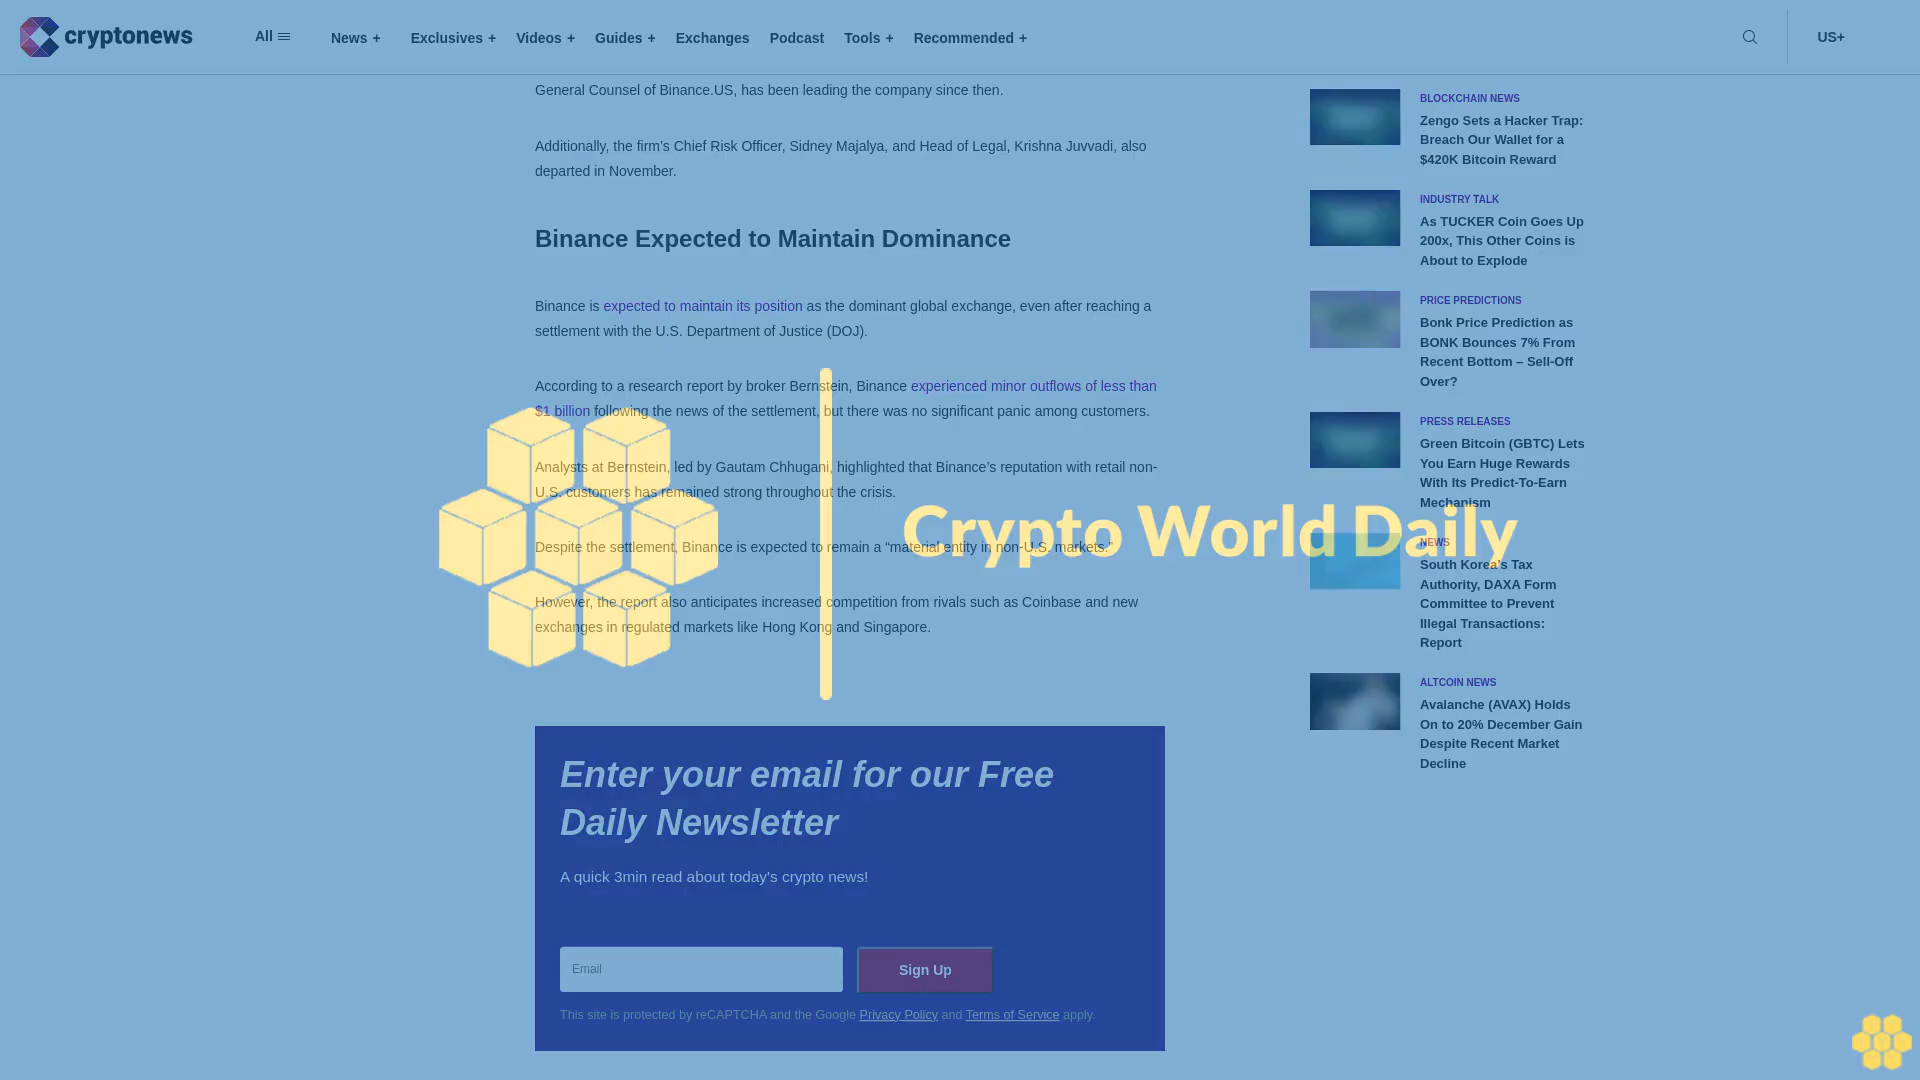 cryptonews
All
News +
Exclusives +
Videos +
Guides +
Exchanges
Podcast
Tools +
Recommended +
US+
General Counsel of Binance.US, has been leading the company since then.
Additionally, the firm’s Chief Risk Officer, Sidney Majalya, and Head of Legal, Krishna Juvvadi, also
departed in November.
Binance Expected to Maintain Dominance
Binance is expected to maintain its position as the dominant global exchange, even after reaching a
settlement with the U.S. Department of Justice (DOJ).
According to a research report by broker Bernstein, Binance experienced minor outflows of less than
$1 billion following the news of the settlement, but there was no significant panic among customers.
Analysts at Bernstein, led by Gautam Chhugani, highlighted that Binance’s reputation with retail non-
U.S. customers has remained strong throughout the crisis.
Despite the settlement, Binance is expected to remain a “material entity in non-U.S. markets.”
However, the report also anticipates increased competition from rivals such as Coinbase and new
exchanges in regulated markets like Hong Kong and Singapore.
Crypto World Daily
Enter your email for our Free
Daily Newsletter
A quick 3min read about today's crypto news!
Email
Sign Up
This site is protected by reCAPTCHA and the Google Privacy Policy and Terms of Service apply.
BLOCKCHAIN NEWS
Zengo Sets a Hacker Trap:
Breach Our Wallet for a
$420K Bitcoin Reward
INDUSTRY TALK
As TUCKER Coin Goes Up
200x, This Other Coins is
About to Explode
PRICE PREDICTIONS
Bonk Price Prediction as
BONK Bounces 7% From
Recent Bottom – Sell-Off
Over?
PRESS RELEASES
Green Bitcoin (GBTC) Lets
You Earn Huge Rewards
With Its Predict-To-Earn
Mechanism
NEWS
South Korea’s Tax
Authority, DAXA Form
Committee to Prevent
Illegal Transactions:
Report
ALTCOIN NEWS
Avalanche (AVAX) Holds
On to 20% December Gain
Despite Recent Market
Decline